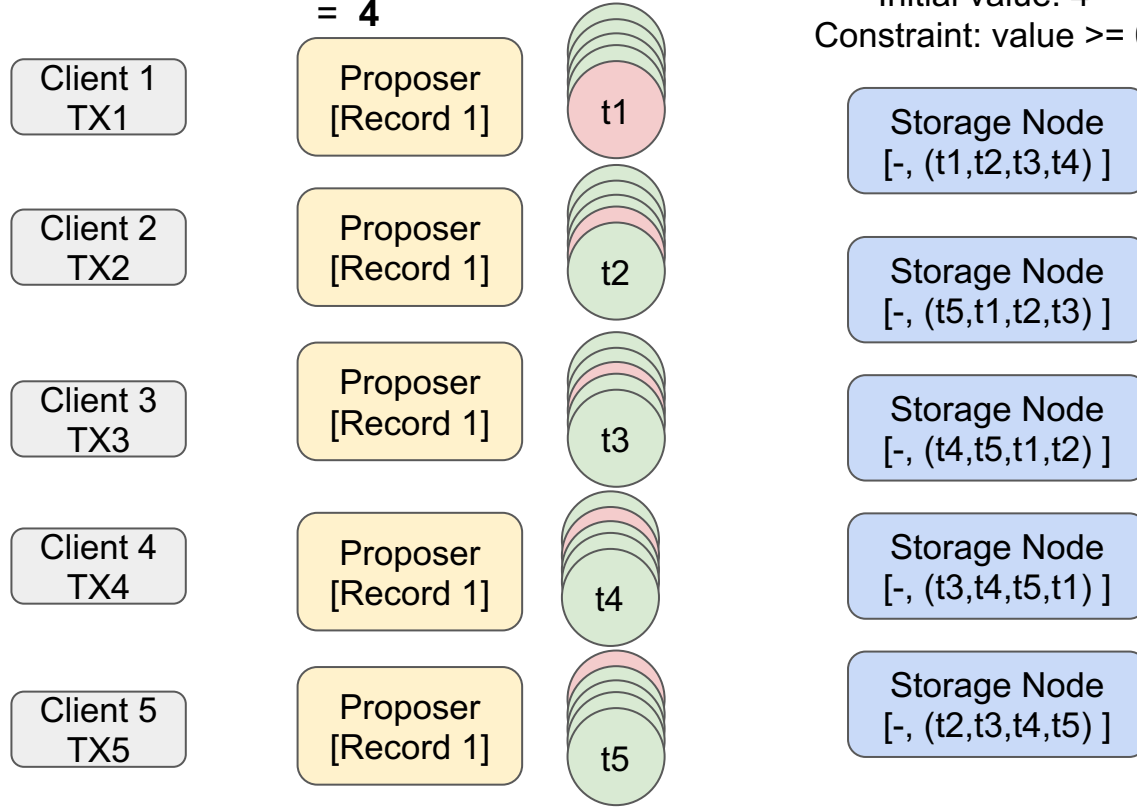 = 4
Initial value: 4
Constraint: value >= 0
Client 1
TX1
Proposer
[Record 1]
t1
Storage Node
[-, (t1,t2,t3,t4) ]
Client 2
TX2
Proposer
[Record 1]
t2
Storage Node
[-, (t5,t1,t2,t3) ]
Client 3
TX3
Proposer
[Record 1]
t3
Storage Node
[-, (t4,t5,t1,t2) ]
Client 4
TX4
Proposer
[Record 1]
t4
Storage Node
[-, (t3,t4,t5,t1) ]
Client 5
TX5
Proposer
[Record 1]
t5
Storage Node
[-, (t2,t3,t4,t5) ]